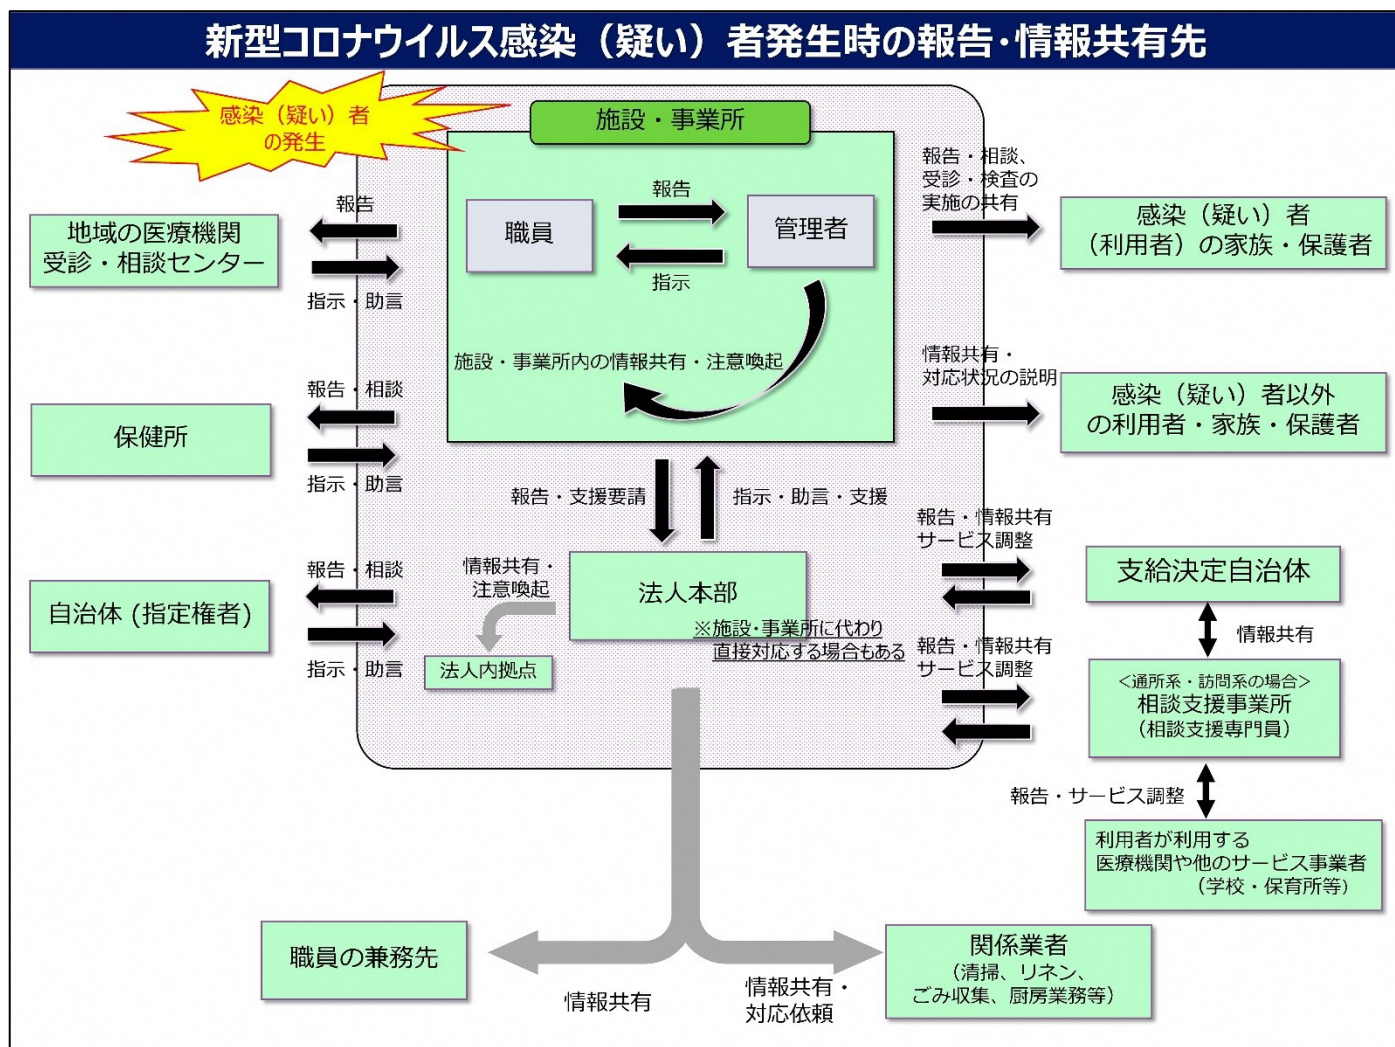 新型コロナウイルス感染（疑い）者発生時の報告・情報共有先
感染（疑い）者
の発生
施設・事業所
職員
報告
指示
管理者
施設・事業所内の情報共有・注意喚起
地域の医療機関
受診・相談センター
報告
指示・助言
保健所
報告・相談
指示・助言
自治体 (指定権者)
報告・相談
指示・助言
報告・支援要請
指示・助言・支援
法人本部
※施設・事業所に代わり
直接対応する場合もある
情報共有・
注意喚起
法人内拠点
報告・相談、
受診・検査の
実施の共有
感染（疑い）者
（利用者）の家族・保護者
情報共有・
対応状況の説明
感染（疑い）者以外
の利用者・家族・保護者
報告・情報共有
サービス調整
支給決定自治体
情報共有
報告・情報共有
サービス調整
＜通所系・訪問系の場合＞
相談支援事業所
（相談支援専門員）
報告・サービス調整
利用者が利用する
医療機関や他のサービス事業者
（学校・保育所等）
職員の兼務先
情報共有
情報共有・
対応依頼
関係業者
（清掃、リネン、
ごみ収集、厨房業務等）